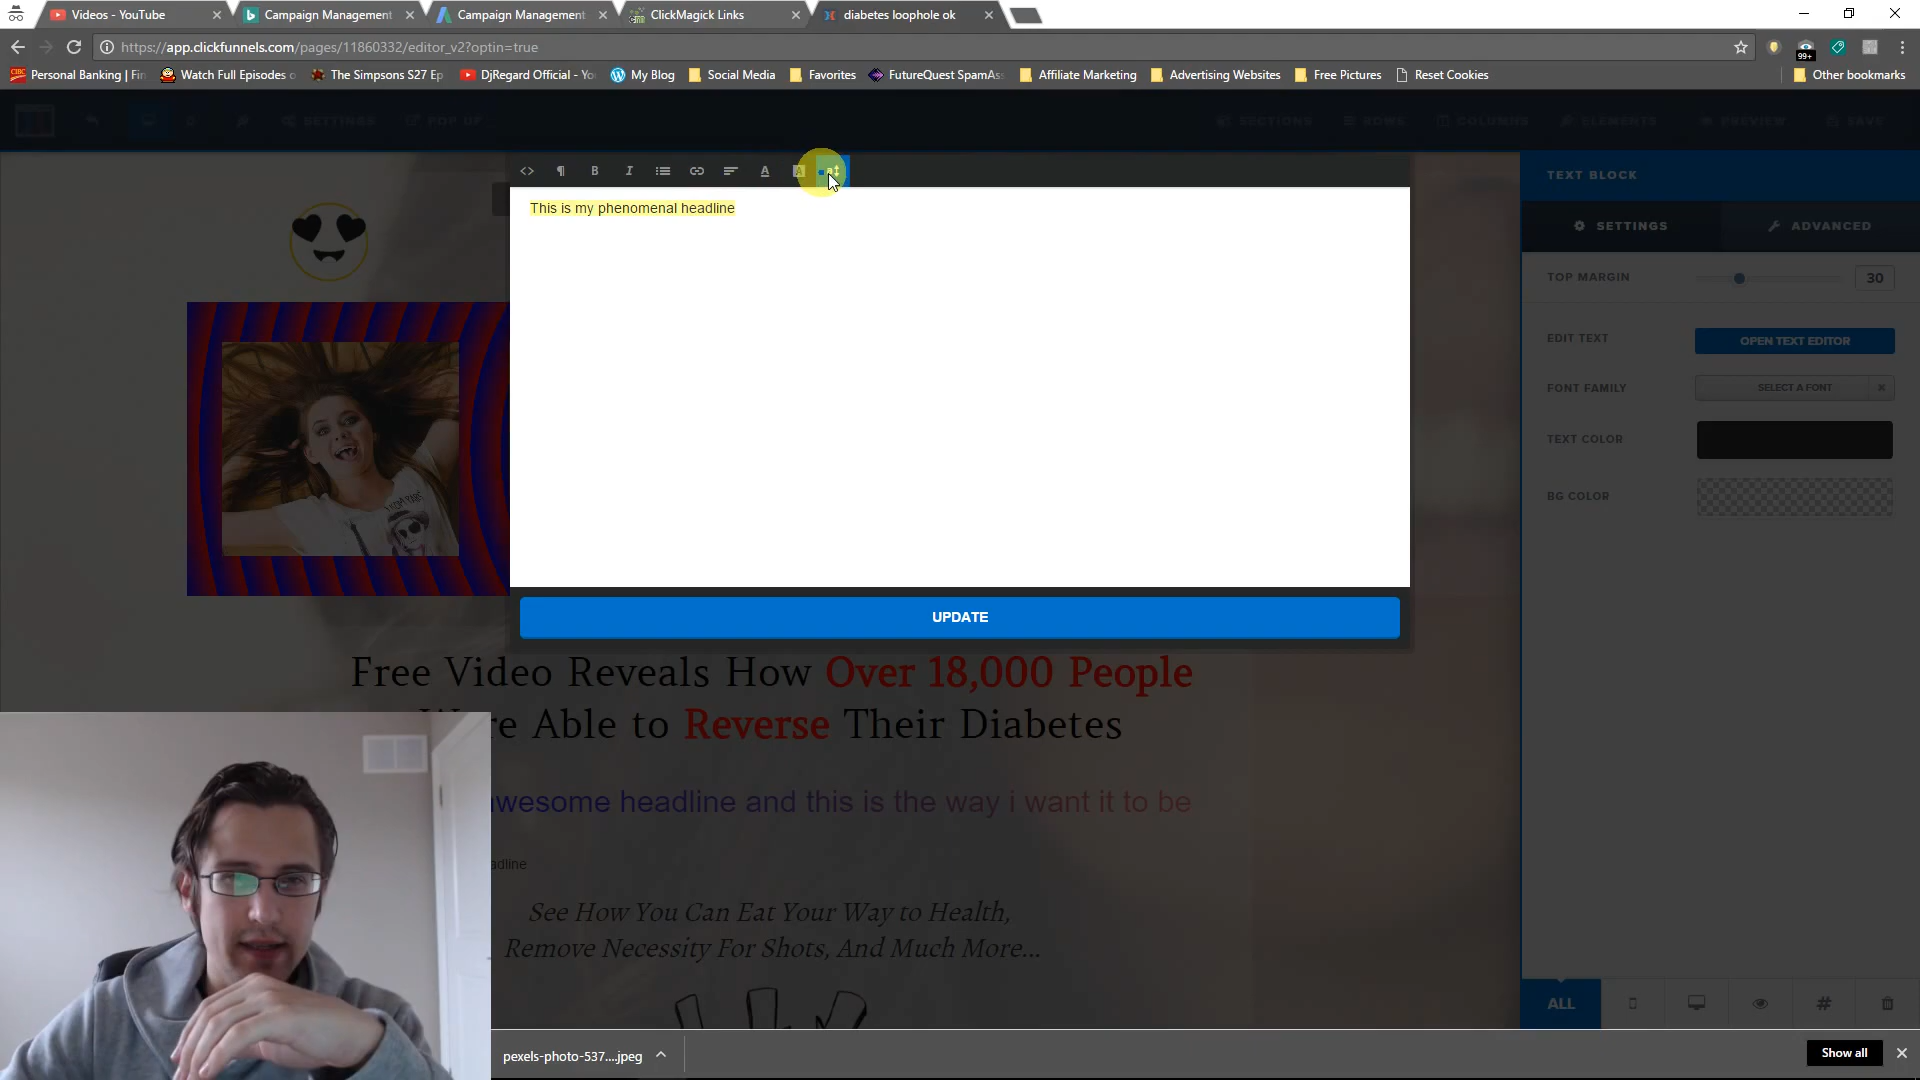 Videos - YouTube
Campaign Management
Campaign Management
ClickMagick Links
diabetes loophole ok
https://app.clickfunnels.com/pages/11860332/editor_v2?optin=true
99+
CIBC
Personal Banking | Fin
Watch Full Episodes o
The Simpsons S27 Ep
DjRegard Official - Yo
My Blog
Social Media
Favorites
FutureQuest SpamAs
Affiliate Marketing
Advertising Websites
Free Pictures
Reset Cookies
Other bookmarks
SETTINGS
POP UP
SECTIONS
ROWS
COLUMNS
ELEMENTS
PREVIEW
SAVE
This is my phenomenal headline
UPDATE
TEXT BLOCK
SETTINGS
ADVANCED
TOP MARGIN
30
EDIT TEXT
OPEN TEXT EDITOR
FONT FAMILY
SELECT A FONT
TEXT COLOR
BG COLOR
Free Video Reveals How Over 18,000 People
re Able to Reverse Their Diabetes
wesome headline and this is the way i want it to be
adline
See How You Can Eat Your Way to Health,
Remove Necessity For Shots, And Much More...
ALL
pexels-photo-537....jpeg
Show all